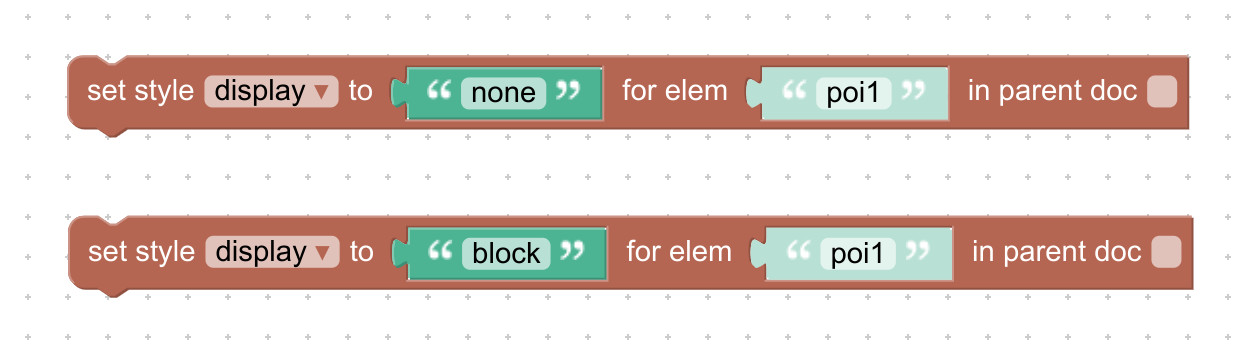 set style display ▾ to “ none ” for elem “ poi1 ” in parent doc
set style display ▾ to “ block ” for elem “ poi1 ” in parent doc